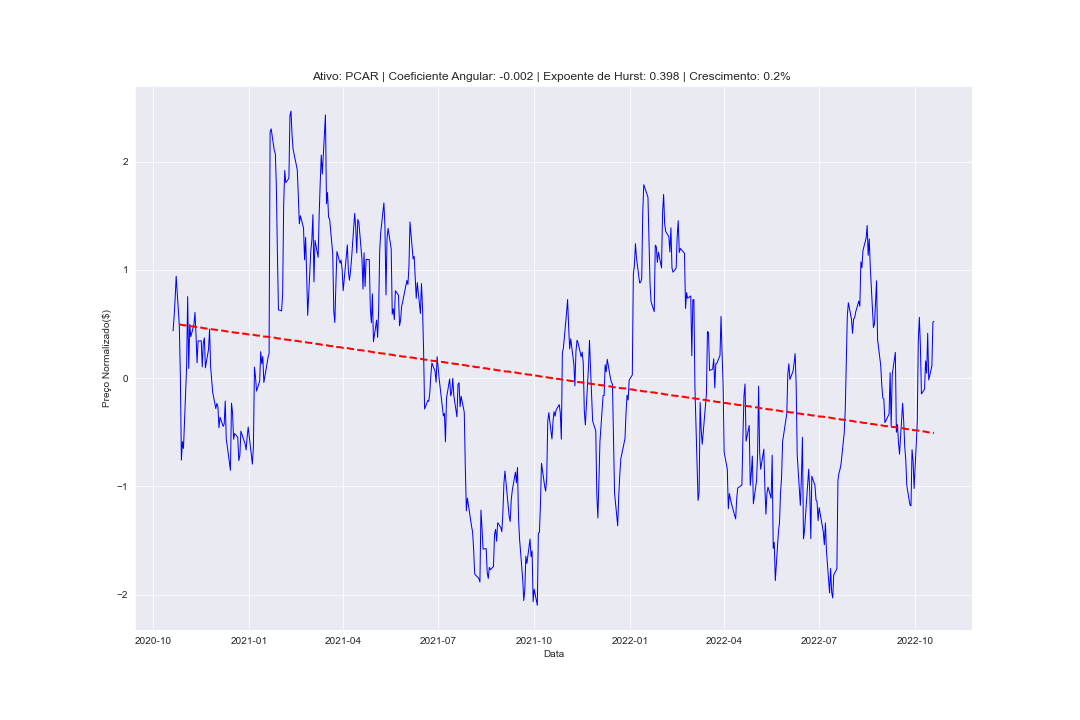 Ativo: PCAR | Coeficiente Angular: -0.002 | Expoente de Hurst: 0.398 | Crescimento: 0.2%
Preço Normalizado($)
2
1
0
−1
−2
2020-10 2021-01 2021-04 2021-07 2021-10 2022-01 2022-04 2022-07 2022-10
Data